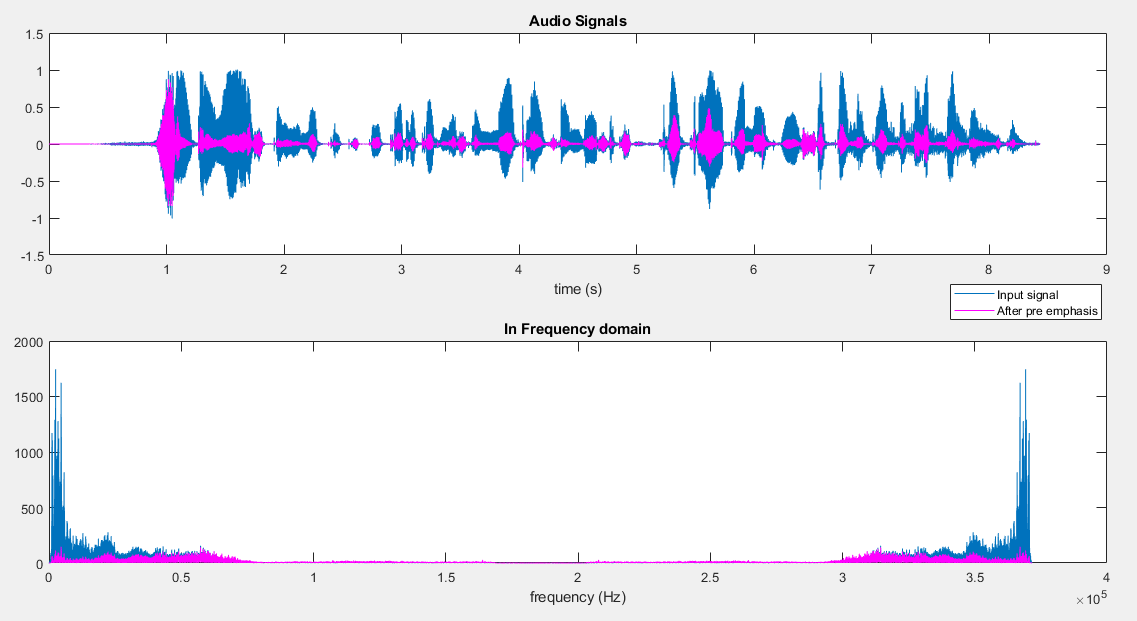 Audio Signals
1.5
1
0.5
0
-0.5
-1
-1.5
0 1 2 3 4 5 6 7 8 9
time (s)
Input signal
After pre emphasis
In Frequency domain
2000
1500
1000
500
0
0 0.5 1 1.5 2 2.5 3 3.5 4
frequency (Hz)
×10^5